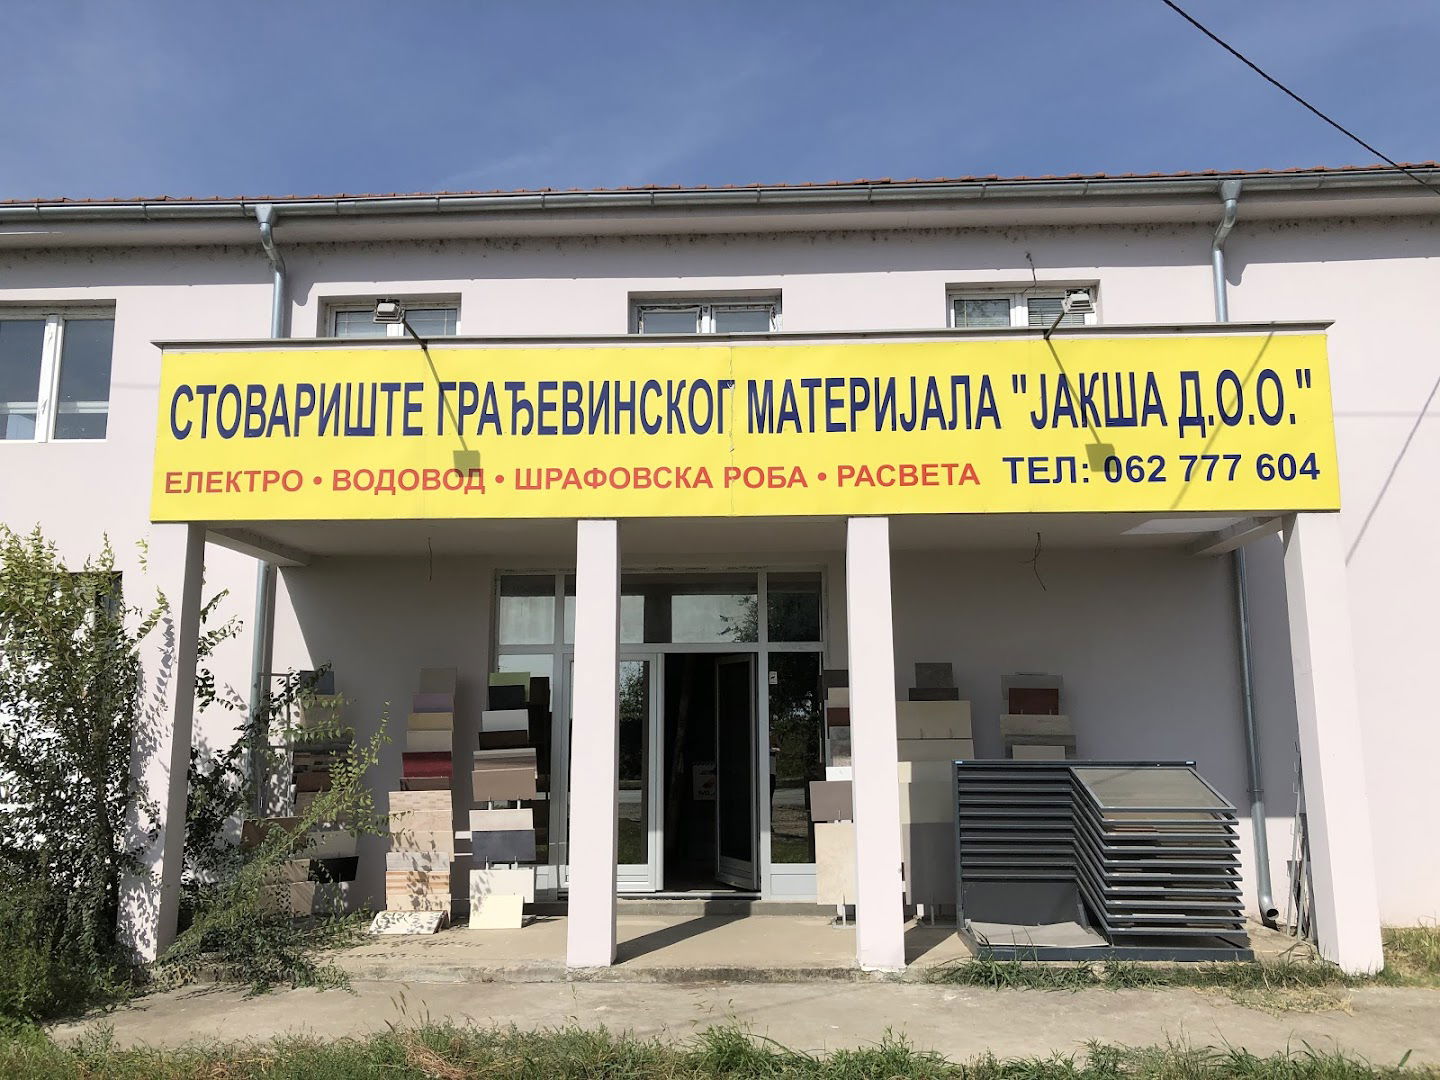 СТОВАРИШТЕ ГРАЂЕВИНСКОГ МАТЕРИЈАЛА "ЈАКША Д.О.О."
ЕЛЕКТРО • ВОДОВОД • ШРАФОВСКА РОБА • РАСВЕТА ТЕЛ: 062 777 604